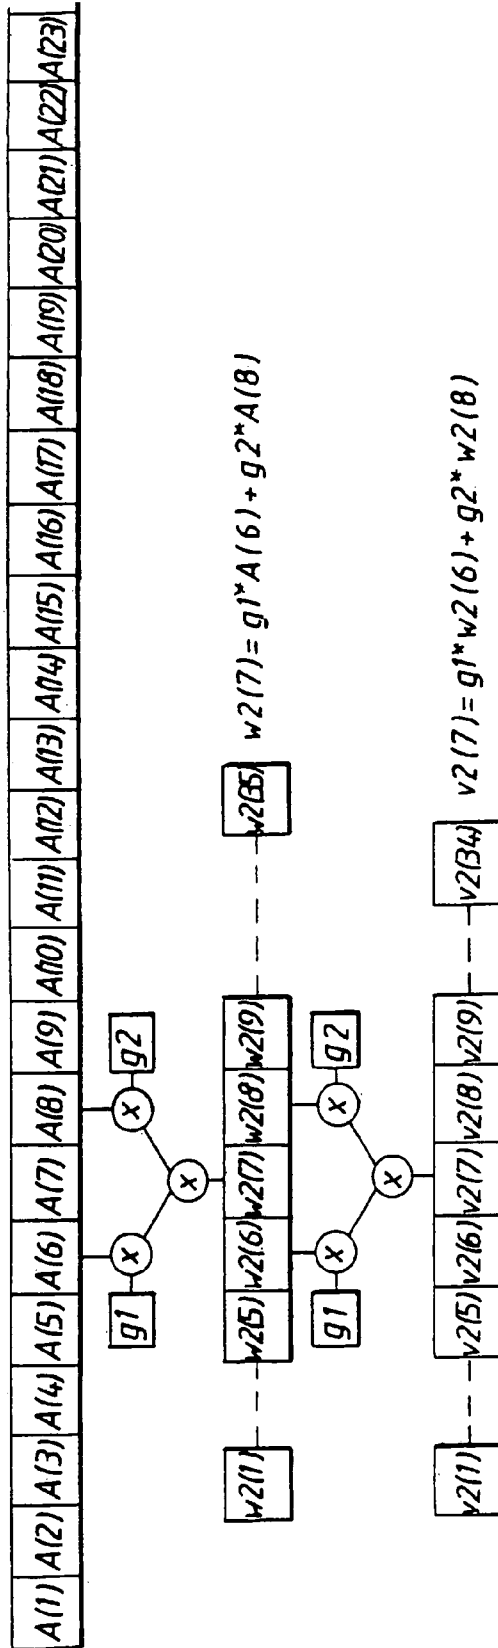 A(1) A(2) A(3) A(4) A(5) A(6) A(7) A(8) A(9) A(10) A(11) A(12) A(13) A(14) A(15) A(16) A(17) A(18) A(19) A(20) A(21) A(22) A(23)
g1 x x g2
x
w2(1) w2(5) w2(6) w2(7) w2(8) w2(9) w2(35) w2(7)=g1*A(6)+g2*A(8)
g1 x x g2
x
v2(1) v2(5) v2(6) v2(7) v2(8) v2(9) v2(34) v2(7)=g1*w2(6)+g2*w2(8)